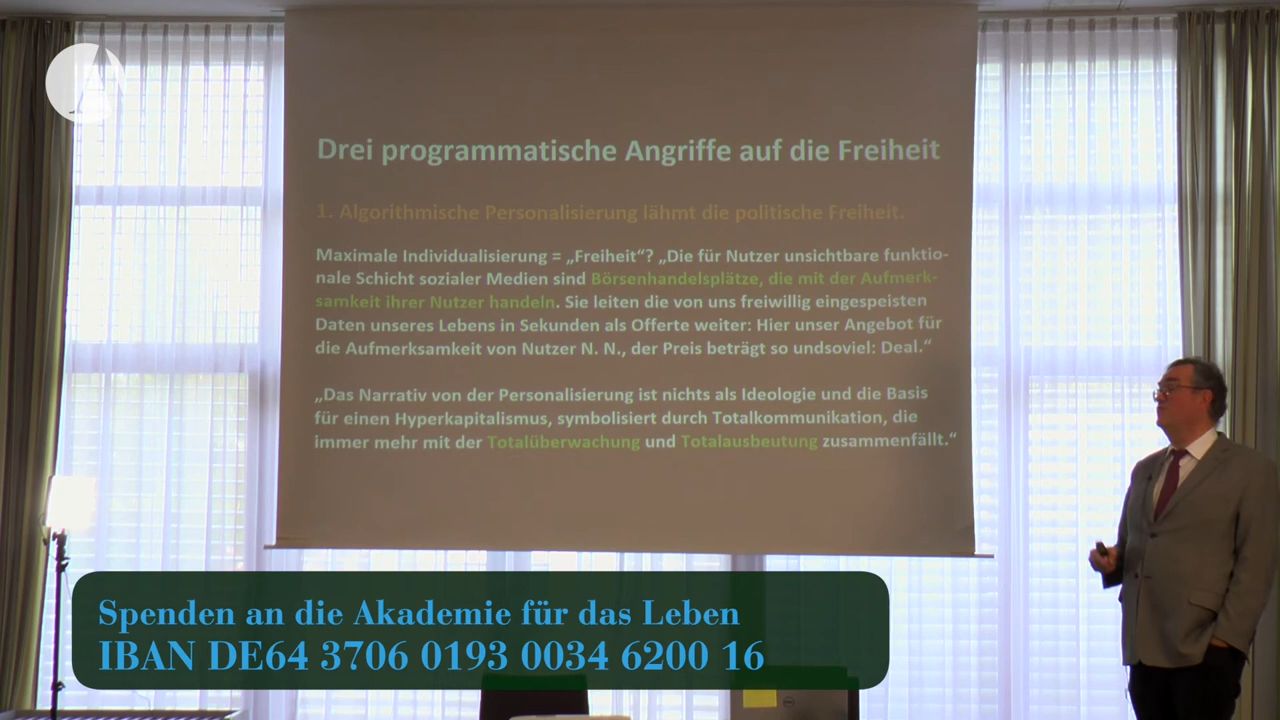 Drei programmatische Angriffe auf die Freiheit
1. Algorithmische Personalisierung lähmt die politische Freiheit.
Maximale Individualisierung = „Freiheit“? „Die für Nutzer unsichtbare funktio-
nale Schicht sozialer Medien sind Börsenhandelsplätze, die mit der Aufmerk-
samkeit ihrer Nutzer handeln. Sie leiten die von uns freiwillig eingespeisten
Daten unseres Lebens in Sekunden als Offerte weiter: Hier unser Angebot für
die Aufmerksamkeit von Nutzer N. N., der Preis beträgt so undsoviel: Deal.“
„Das Narrativ von der Personalisierung ist nichts als Ideologie und die Basis
für einen Hyperkapitalismus, symbolisiert durch Totalkommunikation, die
immer mehr mit der Totalüberwachung und Totalausbeutung zusammenfällt.“
Spenden an die Akademie für das Leben
IBAN DE64 3706 0193 0034 6200 16